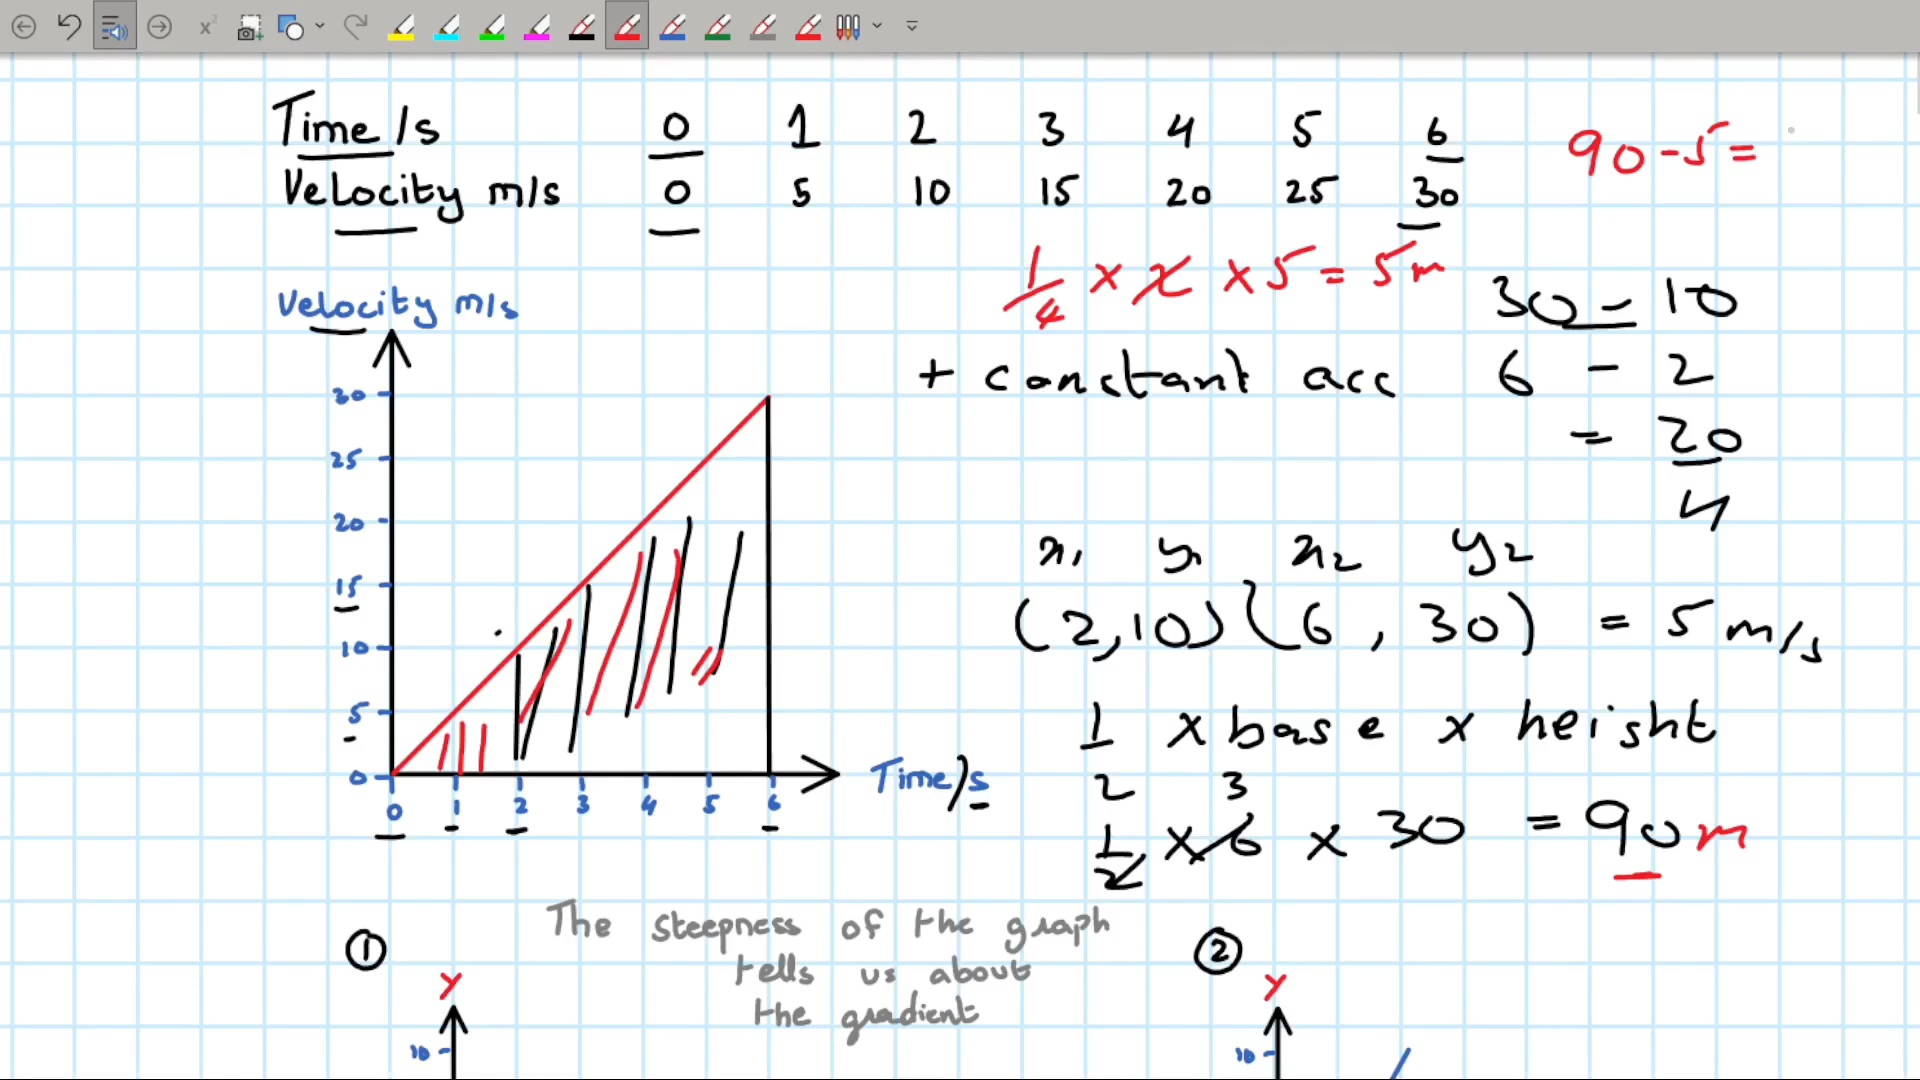 Time/s 0 1 2 3 4 5 6
90-5=
Velocity m/s 0 5 10 15 20 25 30
1/4 x 2 x 5 = 5m
30 - 10
6 - 2
= 20
4
Velocity m/s
+ constant acc
30
25
20
15
10
5
0
0 1 2 3 4 5 6
Time/s
x1 y1 x2 y2
(2,10) (6, 30) = 5 m/s
1/2 x base x height
3
1/2 x 6 x 30 = 90m
The steepness of the graph
tells us about
the gradient
1
y
10
2
y
10